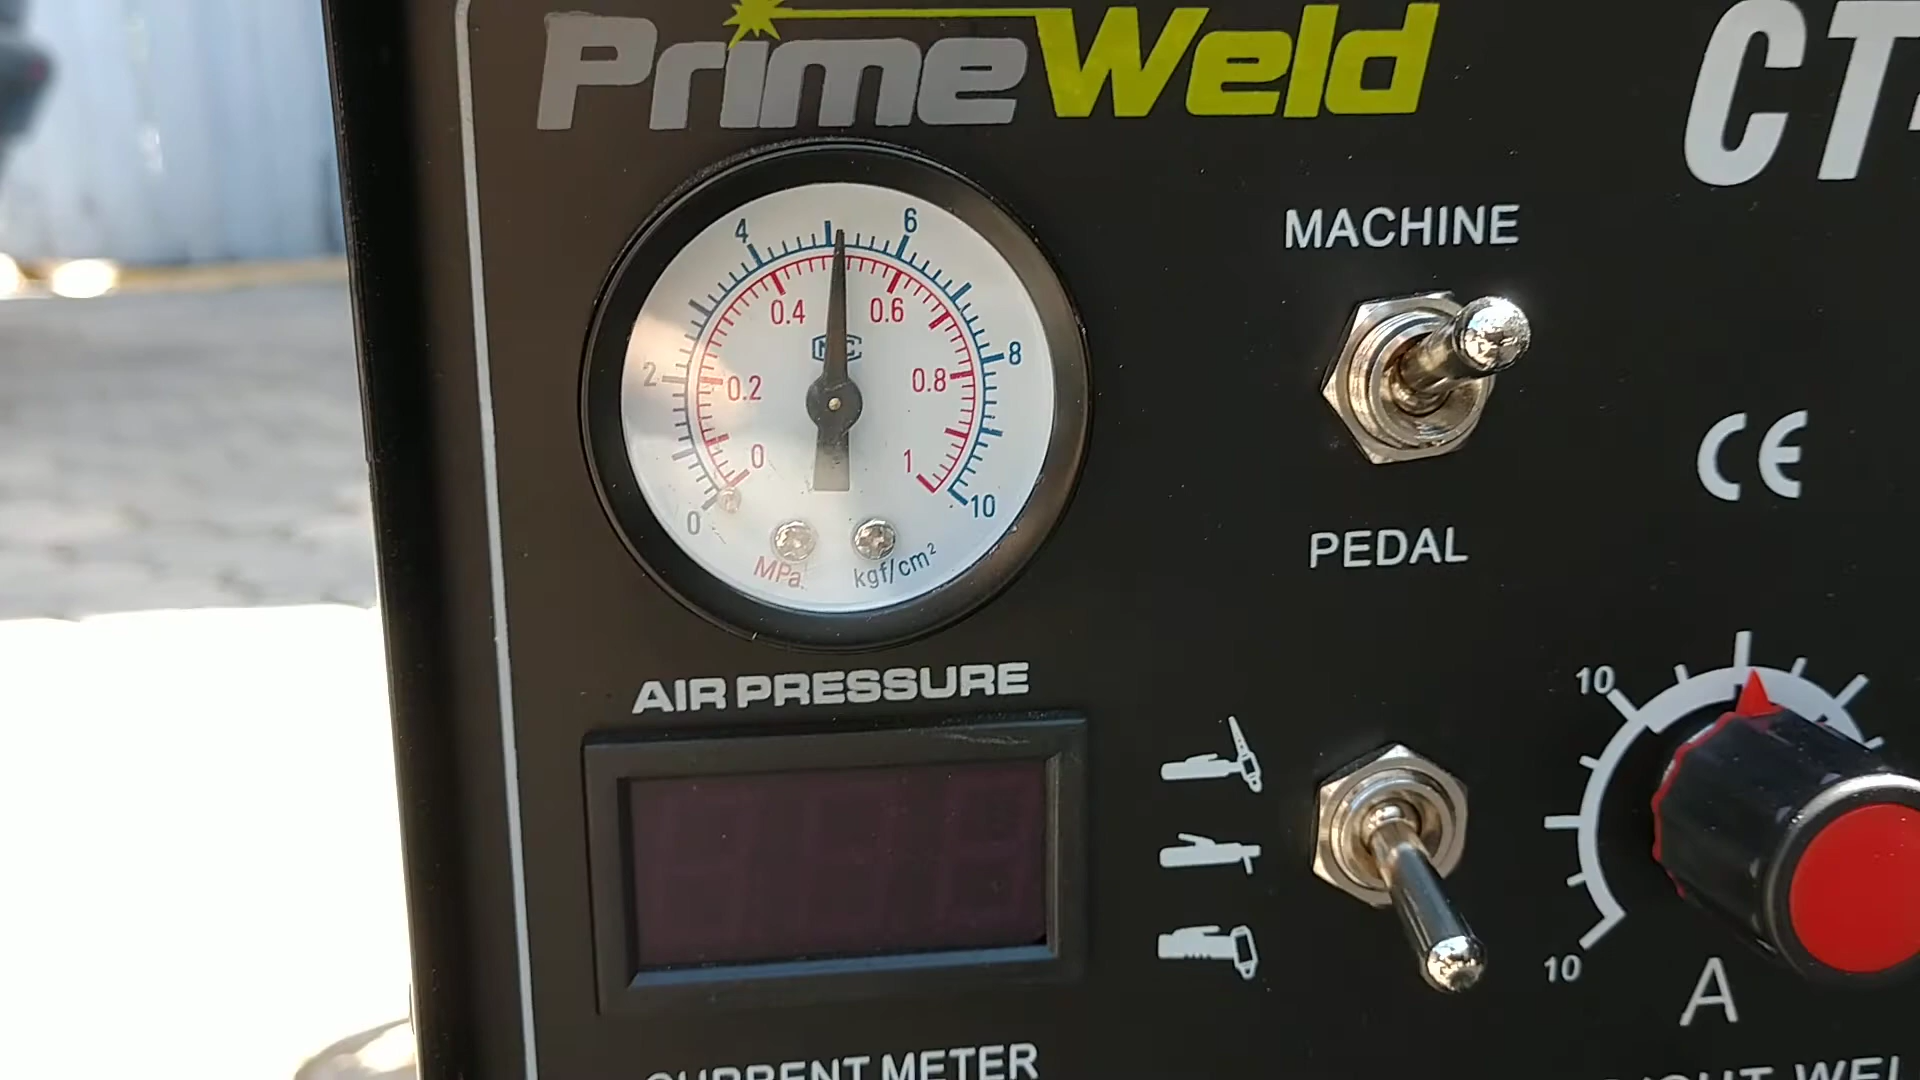 PrimeWeld
CT
MACHINE
4
6
0.4
0.6
2
0.2
0.8
8
0
1
0
10
MPa
kgf/cm²
CE
PEDAL
AIR PRESSURE
10
10
A
CURRENT METER